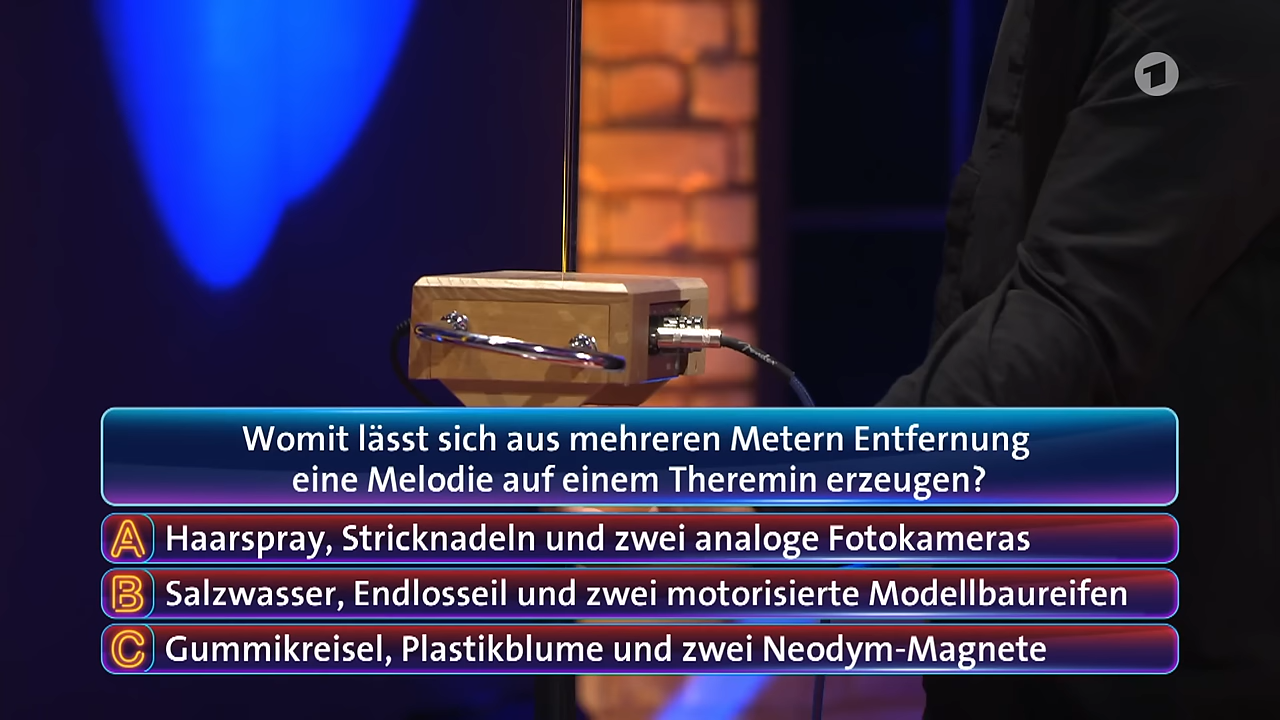 1
Womit lässt sich aus mehreren Metern Entfernung
eine Melodie auf einem Theremin erzeugen?
A Haarspray, Stricknadeln und zwei analoge Fotokameras
B Salzwasser, Endlosseil und zwei motorisierte Modellbaureifen
C Gummikreisel, Plastikblume und zwei Neodym-Magnete